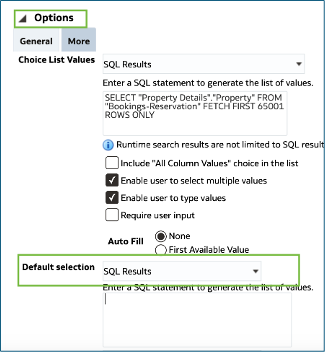 Options
General More
Choice List Values SQL Results
Enter a SQL statement to generate the list of values.
SELECT "Property Details"."Property" FROM
"Bookings-Reservation" FETCH FIRST 65001
ROWS ONLY
Runtime search results are not limited to SQL result
Include "All Column Values" choice in the list
Enable user to select multiple values
Enable user to type values
Require user input
Auto Fill None
First Available Value
Default selection SQL Results
Enter a SQL statement to generate the list of values.